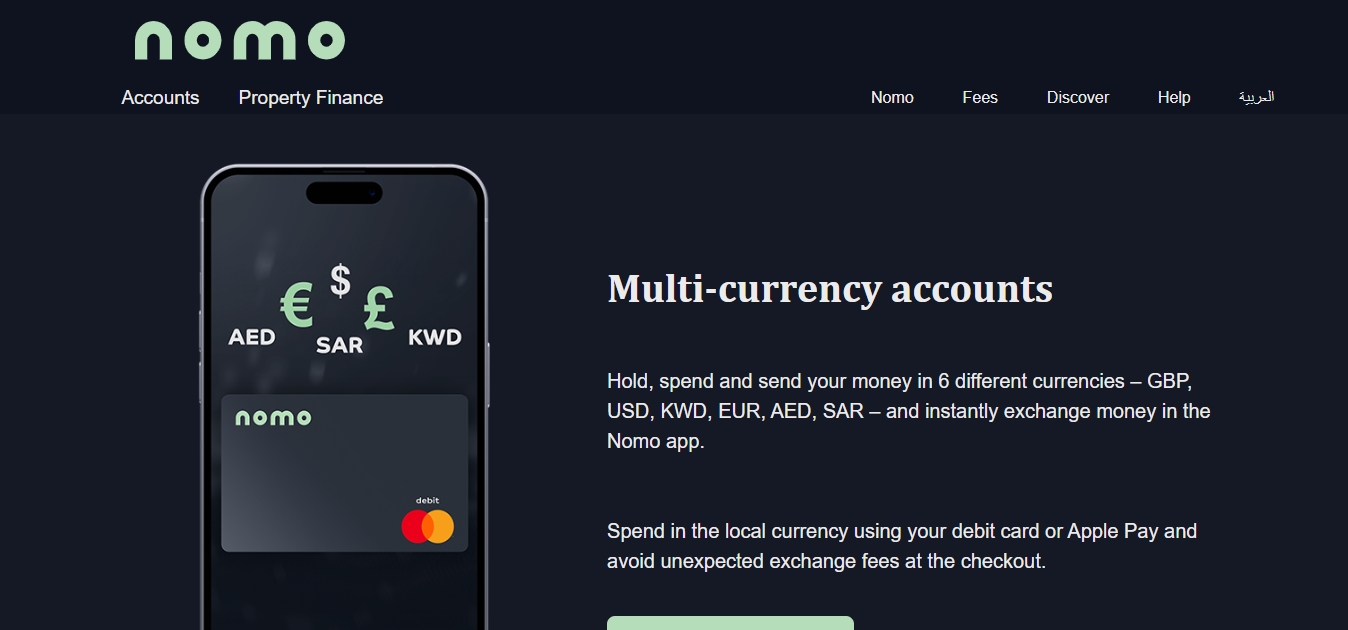 nomo
Accounts Property Finance Nomo Fees Discover Help العربية
$
€ £
AED SAR KWD
nomo
debit
Multi-currency accounts
Hold, spend and send your money in 6 different currencies – GBP,
USD, KWD, EUR, AED, SAR – and instantly exchange money in the
Nomo app.
Spend in the local currency using your debit card or Apple Pay and
avoid unexpected exchange fees at the checkout.